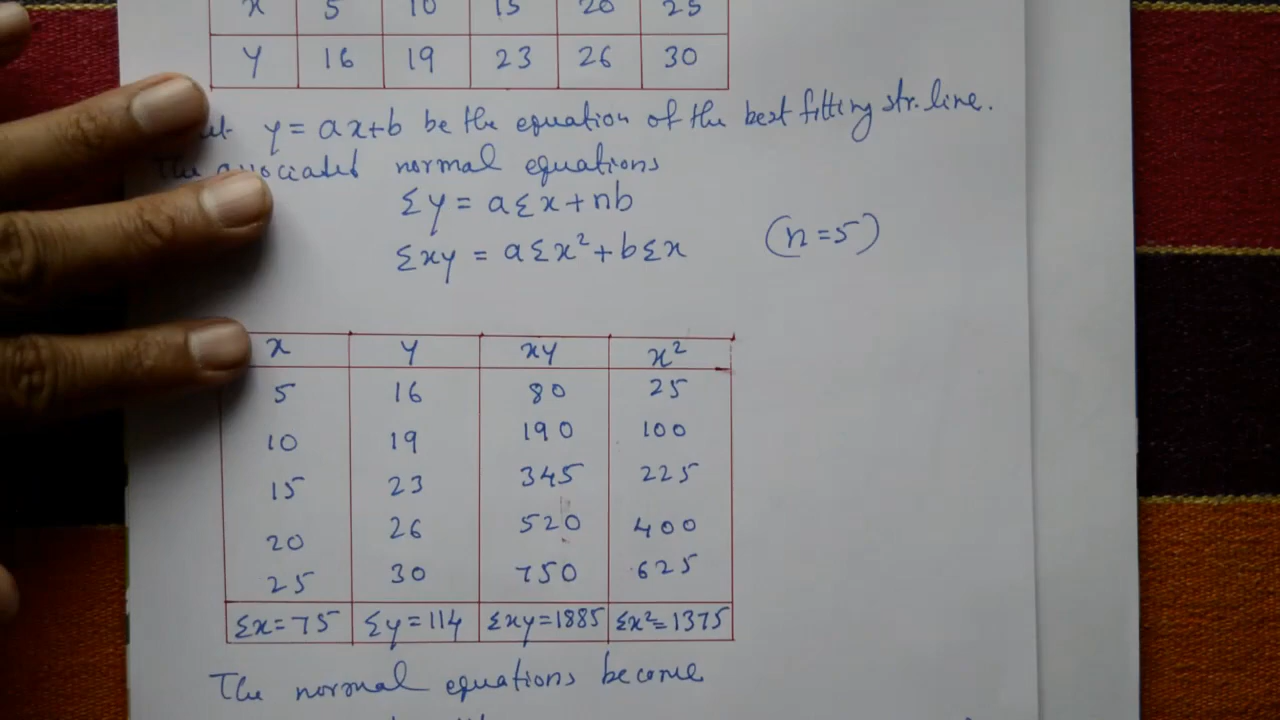 x 5 10 15 20 25
Y 16 19 23 26 30
y = ax+b be the equation of the best fitting str. line.
The associated normal equations
Σy = aΣx + nb
Σxy = aΣx² + bΣx (n=5)
x y xy x²
5 16 80 25
10 19 190 100
15 23 345 225
20 26 520 400
25 30 750 625
Σx=75 Σy=114 Σxy=1885 Σx²=1375
The normal equations become